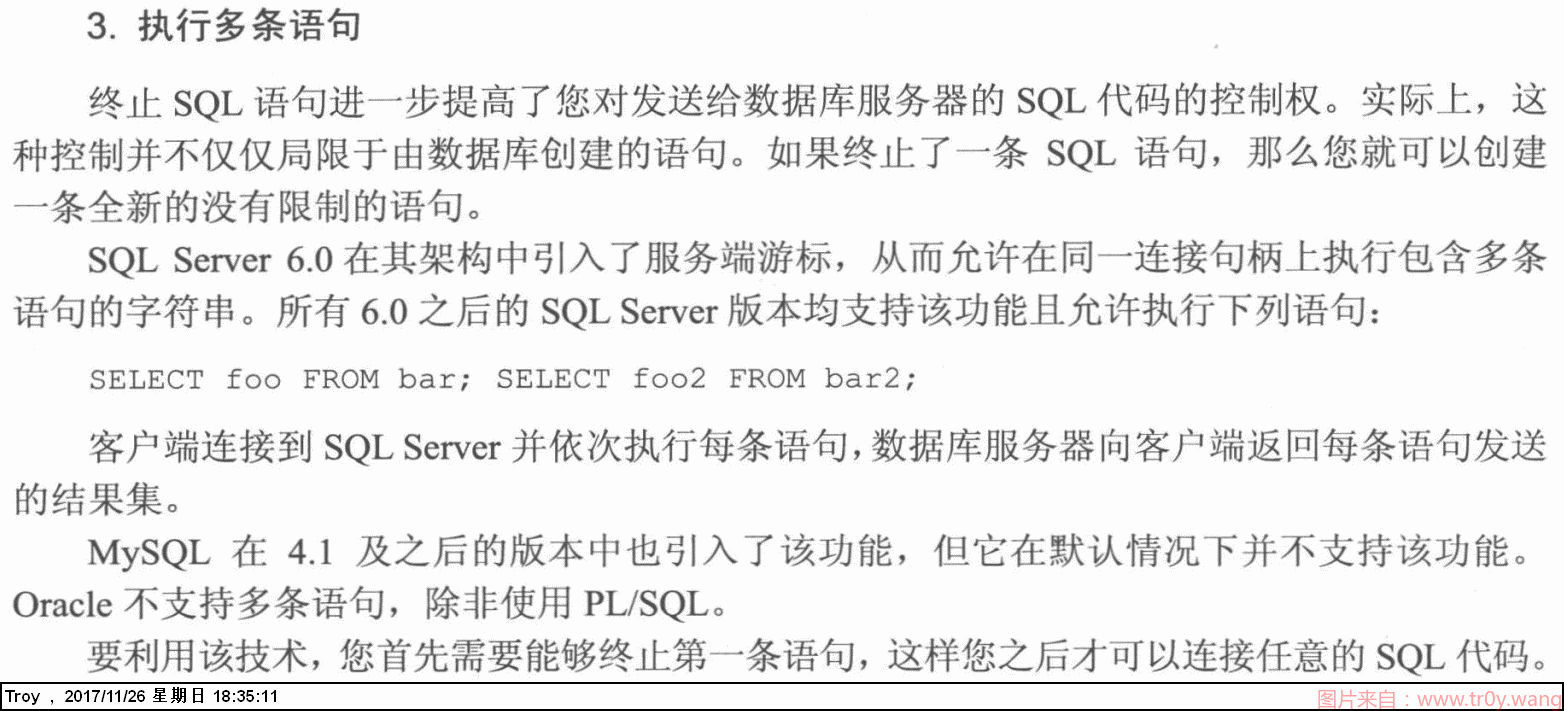 3. 执行多条语句
终止 SQL 语句进一步提高了您对发送给数据库服务器的 SQL 代码的控制权。实际上，这
种控制并不仅仅局限于由数据库创建的语句。如果终止了一条 SQL 语句，那么您就可以创建
一条全新的没有限制的语句。
SQL Server 6.0 在其架构中引入了服务端游标，从而允许在同一连接句柄上执行包含多条
语句的字符串。所有 6.0 之后的 SQL Server 版本均支持该功能且允许执行下列语句：
SELECT foo FROM bar; SELECT foo2 FROM bar2;
客户端连接到 SQL Server 并依次执行每条语句，数据库服务器向客户端返回每条语句发送
的结果集。
MySQL 在 4.1 及之后的版本中也引入了该功能，但它在默认情况下并不支持该功能。
Oracle 不支持多条语句，除非使用 PL/SQL。
要利用该技术，您首先需要能够终止第一条语句，这样您之后才可以连接任意的 SQL 代码。
Troy , 2017/11/26 星期日 18:35:11 图片来自：www.tr0y.wang